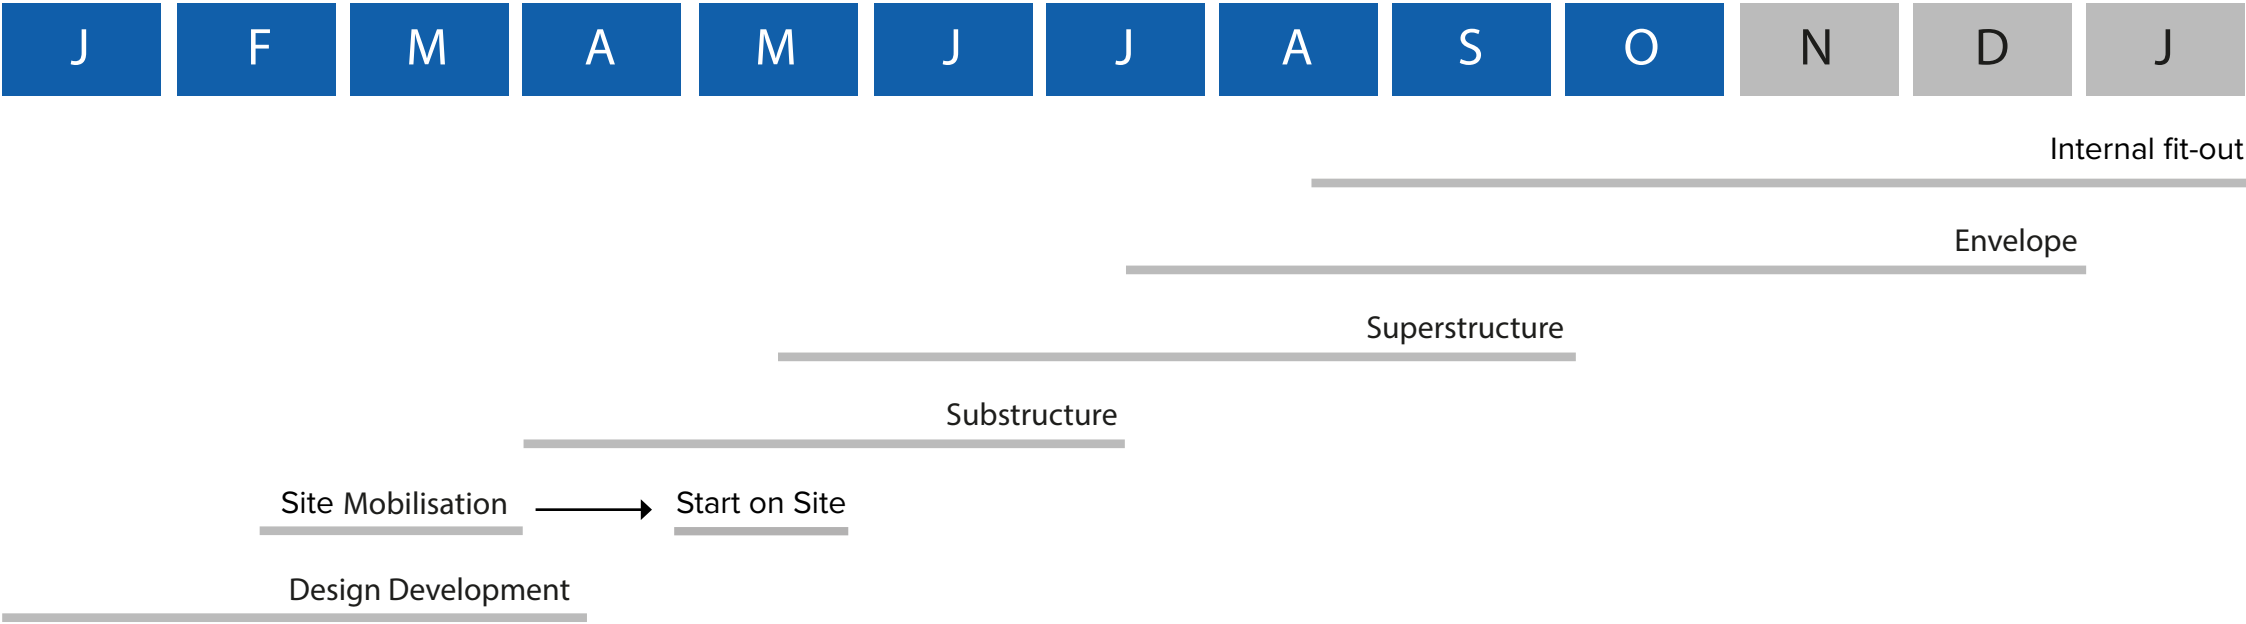 J F M A M J J A S O N D J
Internal fit-out
Envelope
Superstructure
Substructure
Site Mobilisation Start on Site
Design Development